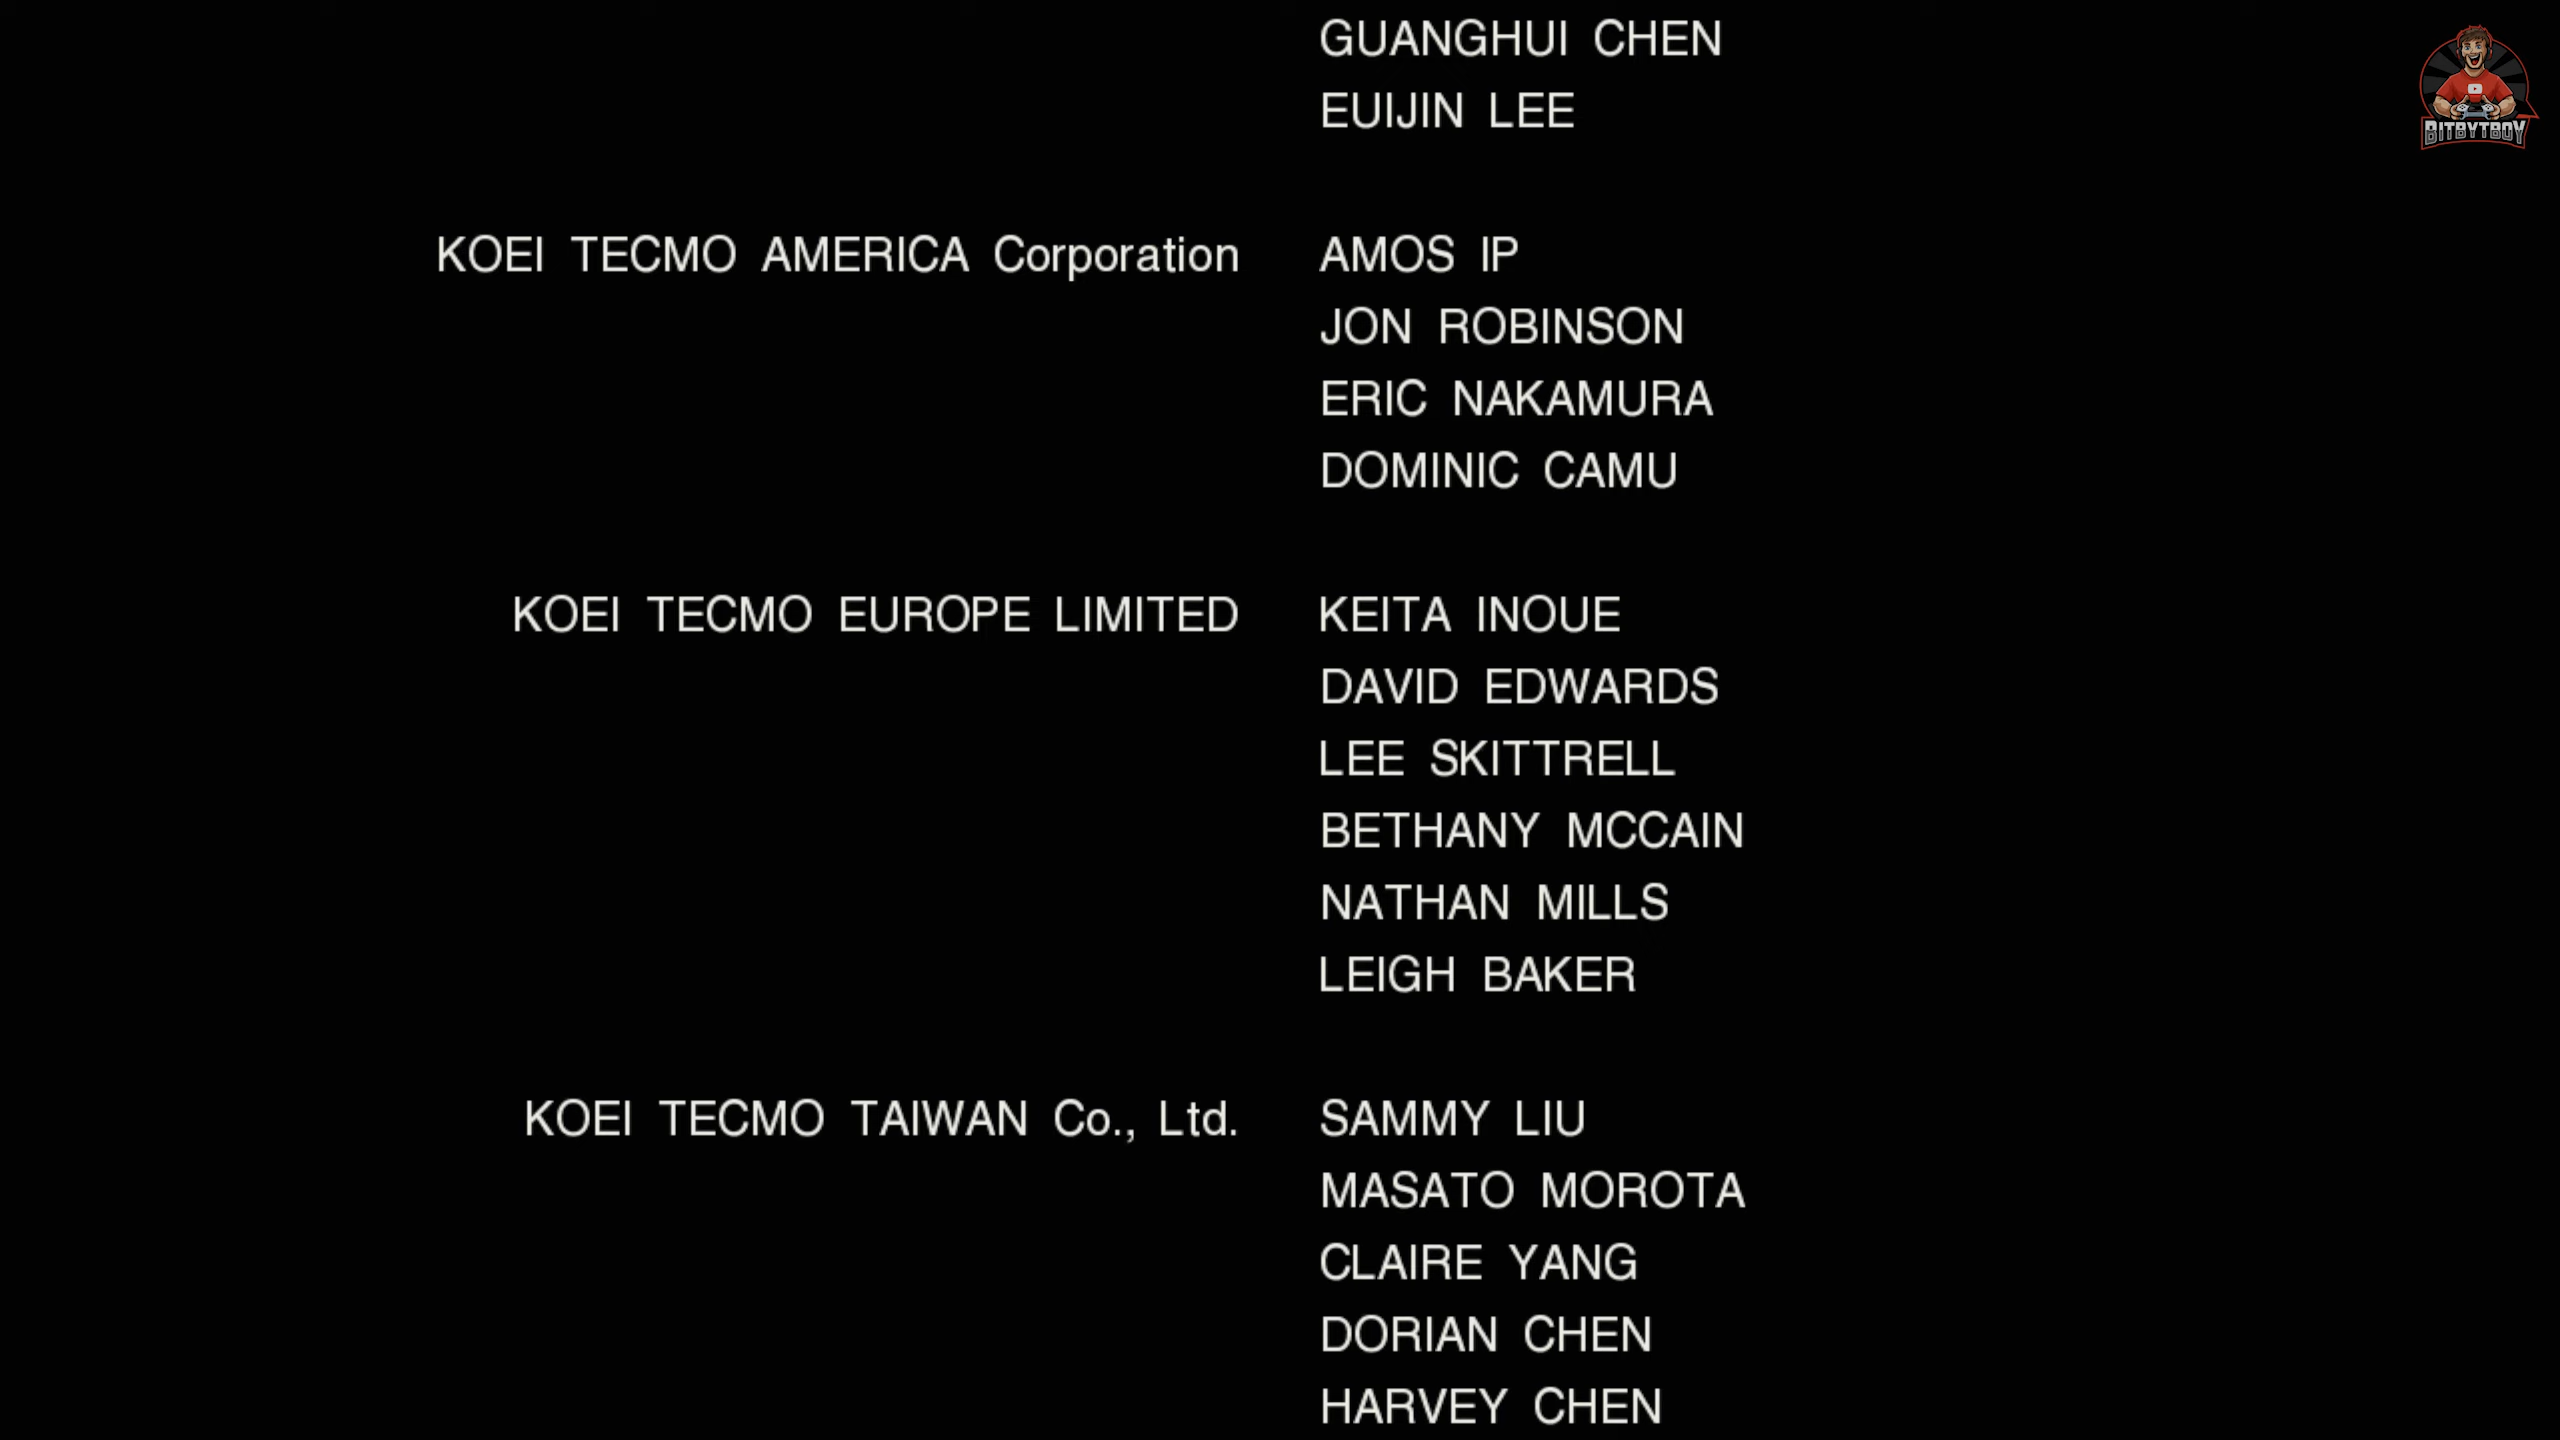 GUANGHUI CHEN
EUIJIN LEE
BITBYTBOY
KOEI TECMO AMERICA Corporation AMOS IP
JON ROBINSON
ERIC NAKAMURA
DOMINIC CAMU
KOEI TECMO EUROPE LIMITED KEITA INOUE
DAVID EDWARDS
LEE SKITTRELL
BETHANY MCCAIN
NATHAN MILLS
LEIGH BAKER
KOEI TECMO TAIWAN Co., Ltd. SAMMY LIU
MASATO MOROTA
CLAIRE YANG
DORIAN CHEN
HARVEY CHEN